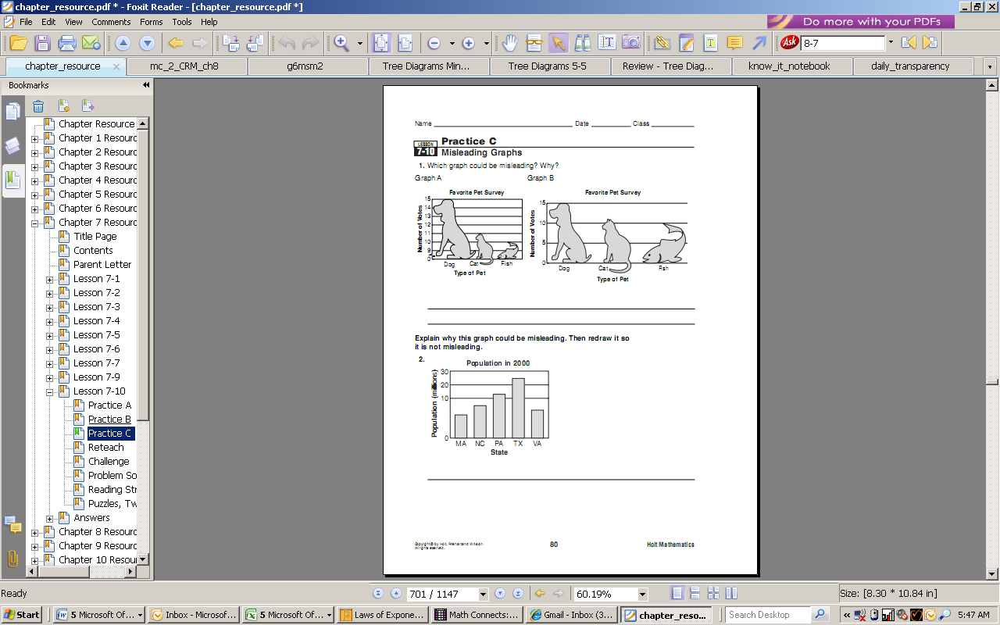 chapter_resource.pdf * - Foxit Reader - [chapter_resource.pdf *]
File Edit View Comments Forms Tools Help
Do more with your PDFs
Ask 8-7
chapter_resource mc_2_CRM_ch8 g6msm2 Tree Diagrams Min... Tree Diagrams 5-5 Review - Tree Diag... know_it_notebook daily_transparency
Bookmarks
Chapter Resource
Chapter 1 Resourc
Chapter 2 Resourc
Chapter 3 Resourc
Chapter 4 Resourc
Chapter 5 Resourc
Chapter 6 Resourc
Chapter 7 Resourc
Title Page
Contents
Parent Letter
Lesson 7-1
Lesson 7-2
Lesson 7-3
Lesson 7-4
Lesson 7-5
Lesson 7-6
Lesson 7-7
Lesson 7-9
Lesson 7-10
Practice A
Practice B
Practice C
Reteach
Challenge
Problem So
Reading Str
Puzzles, Tw
Answers
Chapter 8 Resourc
Chapter 9 Resourc
Chapter 10 Resou
Name Date Class
LESSON
7-10
Practice C
Misleading Graphs
1. Which graph could be misleading? Why?
Graph A Graph B
Favorite Pet Survey
Number of Votes
15
14
13
12
11
10
9
0
Dog Cat Fish
Type of Pet
Favorite Pet Survey
Number of Votes
15
10
5
0
Dog Cat Fish
Type of Pet
Explain why this graph could be misleading. Then redraw it so
it is not misleading.
2.
Population in 2000
Population (millions)
30
20
10
0
MA NC PA TX VA
State
Copyright © by Holt, Rinehart and Winston.
All rights reserved.
80
Holt Mathematics
Ready
701 / 1147
60.19%
Size: [8.30 * 10.84 in]
Start
5 Microsoft Of...
Inbox - Microsof...
5 Microsoft Of...
Laws of Expone...
Math Connects:...
Gmail - Inbox (3...
chapter_reso...
Search Desktop
5:47 AM